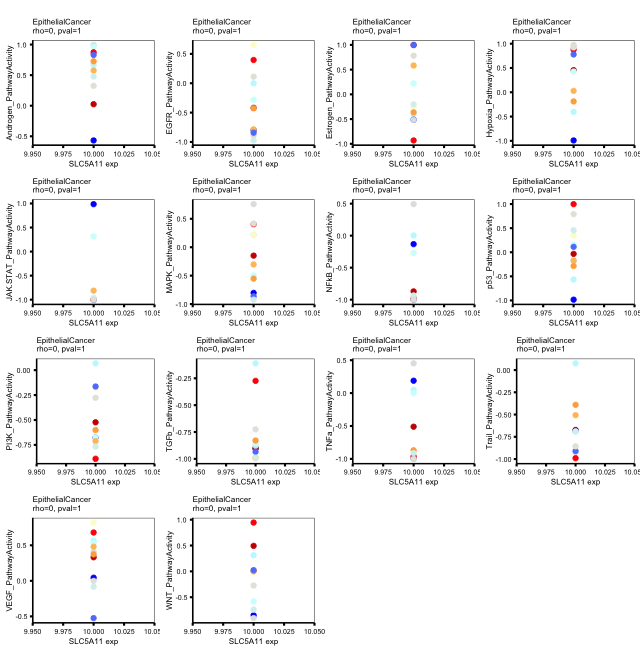 EpithelialCancer
rho=0, pval=1
Androgen_PathwayActivity
1.0
0.5
0.0
-0.5
9.950
9.975
10.000
10.025
10.0
SLC5A11 exp
EpithelialCancer
rho=0, pval=1
EGFR_PathwayActivity
0.5
0.0
-0.5
-1.0
9.950
9.975
10.000
10.025
10.050
SLC5A11 exp
EpithelialCancer
rho=0, pval=1
Estrogen_PathwayActivity
1.0
0.5
0.0
-0.5
-1.0
9.950
9.975
10.000
10.025
10.0
SLC5A11 exp
EpithelialCancer
rho=0, pval=1
Hypoxia_PathwayActivity
1.0
0.5
0.0
-0.5
-1.0
9.950
9.975
10.000
10.025
10.050
SLC5A11 exp
EpithelialCancer
rho=0, pval=1
JAK.STAT_PathwayActivity
1.0
0.5
0.0
-0.5
-1.0
9.950
9.975
10.000
10.025
10.0
SLC5A11 exp
EpithelialCancer
rho=0, pval=1
MAPK_PathwayActivity
0.5
0.0
-0.5
-1.0
9.950
9.975
10.000
10.025
10.050
SLC5A11 exp
EpithelialCancer
rho=0, pval=1
NFkB_PathwayActivity
0.5
0.0
-0.5
-1.0
9.950
9.975
10.000
10.025
10.0
SLC5A11 exp
EpithelialCancer
rho=0, pval=1
p53_PathwayActivity
1.0
0.5
0.0
-0.5
-1.0
9.950
9.975
10.000
10.025
10.050
SLC5A11 exp
EpithelialCancer
rho=0, pval=1
PI3K_PathwayActivity
0.00
-0.25
-0.50
-0.75
9.950
9.975
10.000
10.025
10.0
SLC5A11 exp
EpithelialCancer
rho=0, pval=1
TGFb_PathwayActivity
-0.25
-0.50
-0.75
-1.00
9.950
9.975
10.000
10.025
10.050
SLC5A11 exp
EpithelialCancer
rho=0, pval=1
TNFa_PathwayActivity
0.5
0.0
-0.5
-1.0
9.950
9.975
10.000
10.025
10.0
SLC5A11 exp
EpithelialCancer
rho=0, pval=1
Trail_PathwayActivity
0.00
-0.25
-0.50
-0.75
-1.00
9.950
9.975
10.000
10.025
10.050
SLC5A11 exp
EpithelialCancer
rho=0, pval=1
VEGF_PathwayActivity
0.5
0.0
-0.5
9.950
9.975
10.000
10.025
10.0
SLC5A11 exp
EpithelialCancer
rho=0, pval=1
WNT_PathwayActivity
1.0
0.5
0.0
-0.5
9.950
9.975
10.000
10.025
10.050
SLC5A11 exp